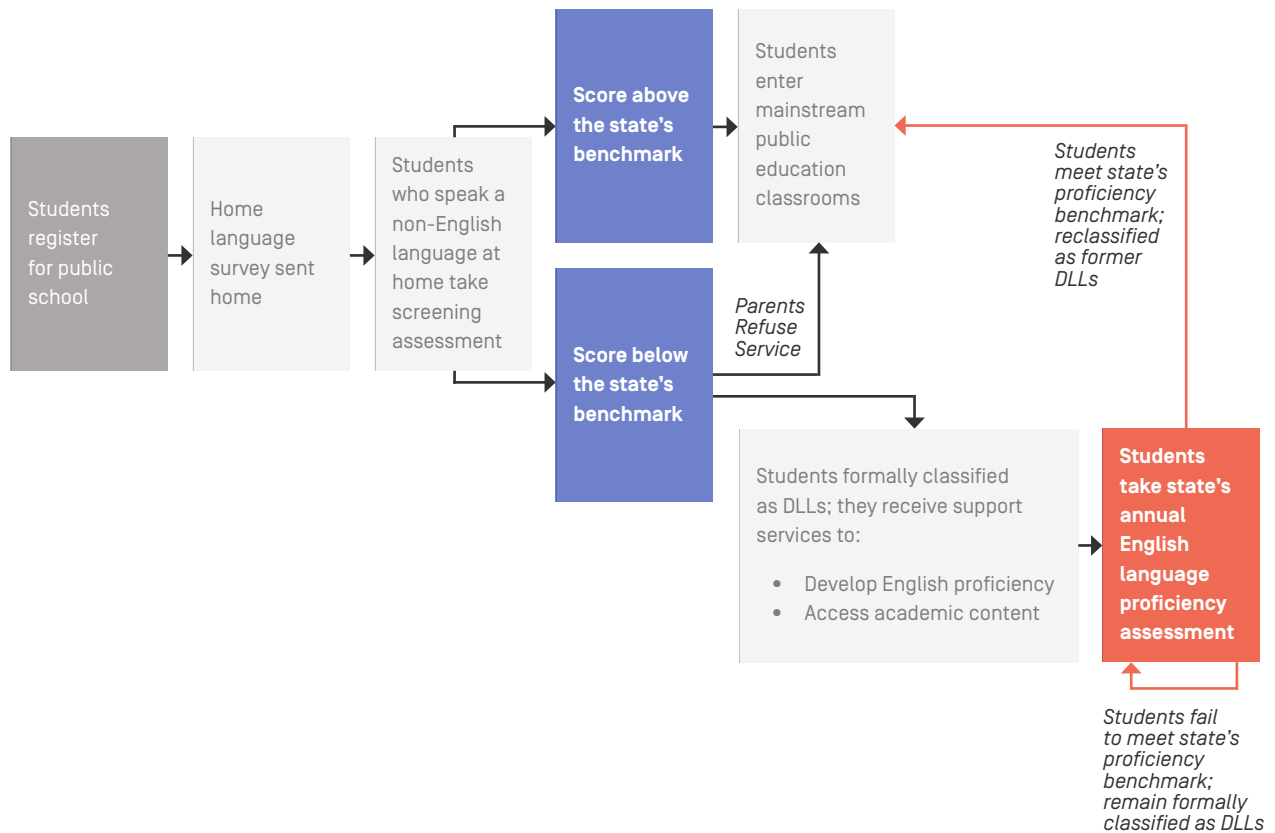 Students
register
for public
school
Home
language
survey sent
home
Students
who speak a
non-English
language at
home take
screening
assessment
Score above
the state's
benchmark
Students
enter
mainstream
public
education
classrooms
Score below
the state's
benchmark
Parents
Refuse
Service
Students formally classified
as DLLs; they receive support
services to:
• Develop English proficiency
• Access academic content
Students
take state's
annual
English
language
proficiency
assessment
Students
meet state's
proficiency
benchmark;
reclassified
as former
DLLs
Students fail
to meet state's
proficiency
benchmark;
remain formally
classified as DLLs